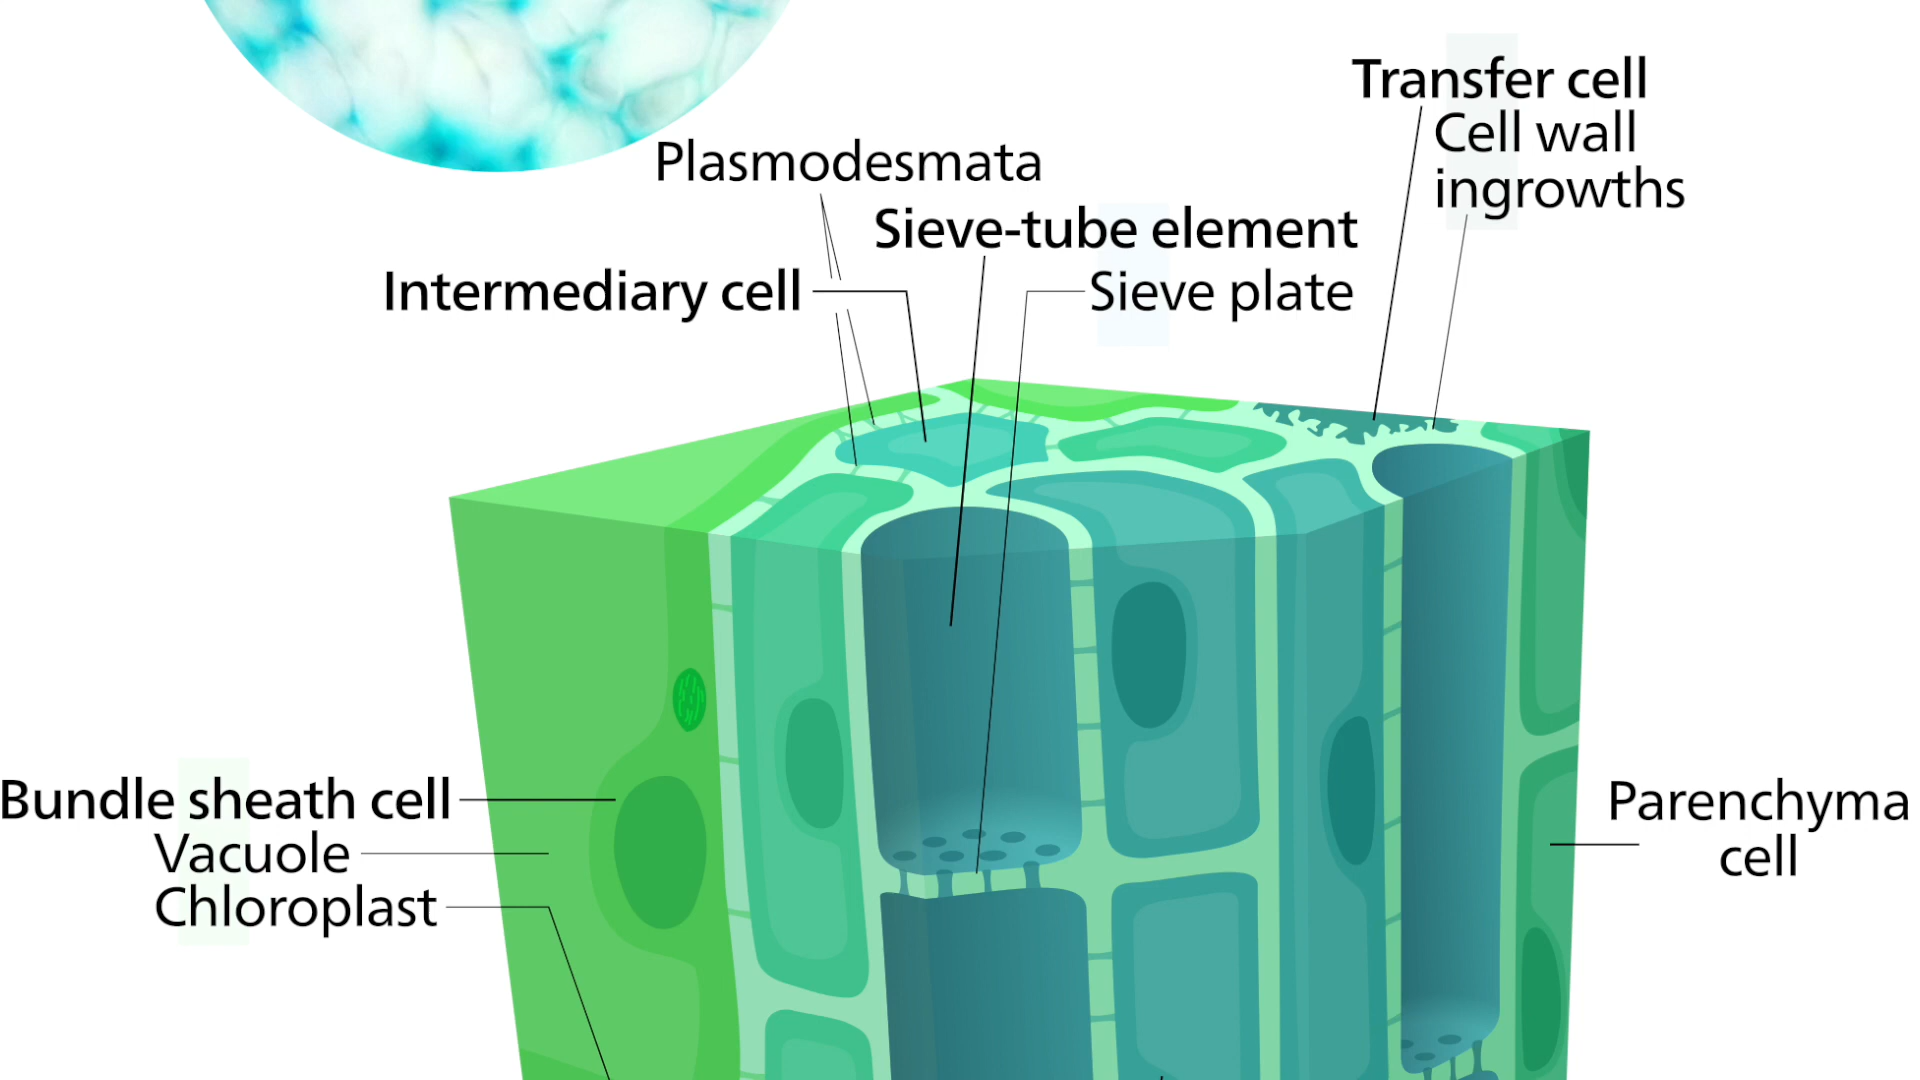 Transfer cell
Cell wall
ingrowths
Plasmodesmata
Sieve-tube element
Intermediary cell
Sieve plate
Bundle sheath cell
Vacuole
Chloroplast
Parenchyma
cell